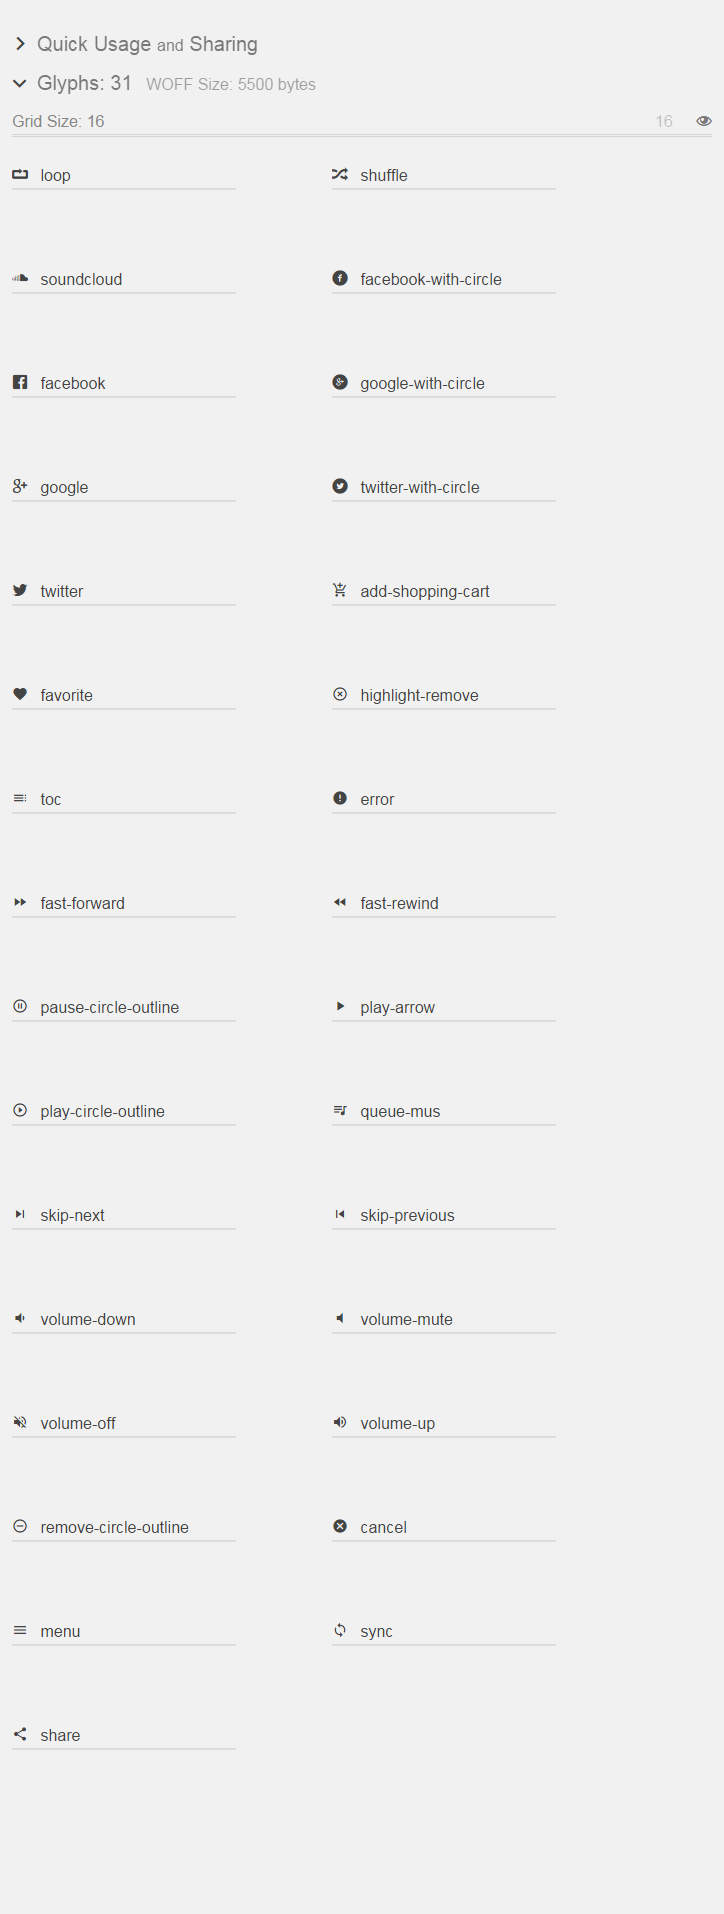 Quick Usage and Sharing
Glyphs: 31 WOFF Size: 5500 bytes
Grid Size: 16 16
loop shuffle
soundcloud facebook-with-circle
facebook google-with-circle
google twitter-with-circle
twitter add-shopping-cart
favorite highlight-remove
toc error
fast-forward fast-rewind
pause-circle-outline play-arrow
play-circle-outline queue-mus
skip-next skip-previous
volume-down volume-mute
volume-off volume-up
remove-circle-outline cancel
menu sync
share